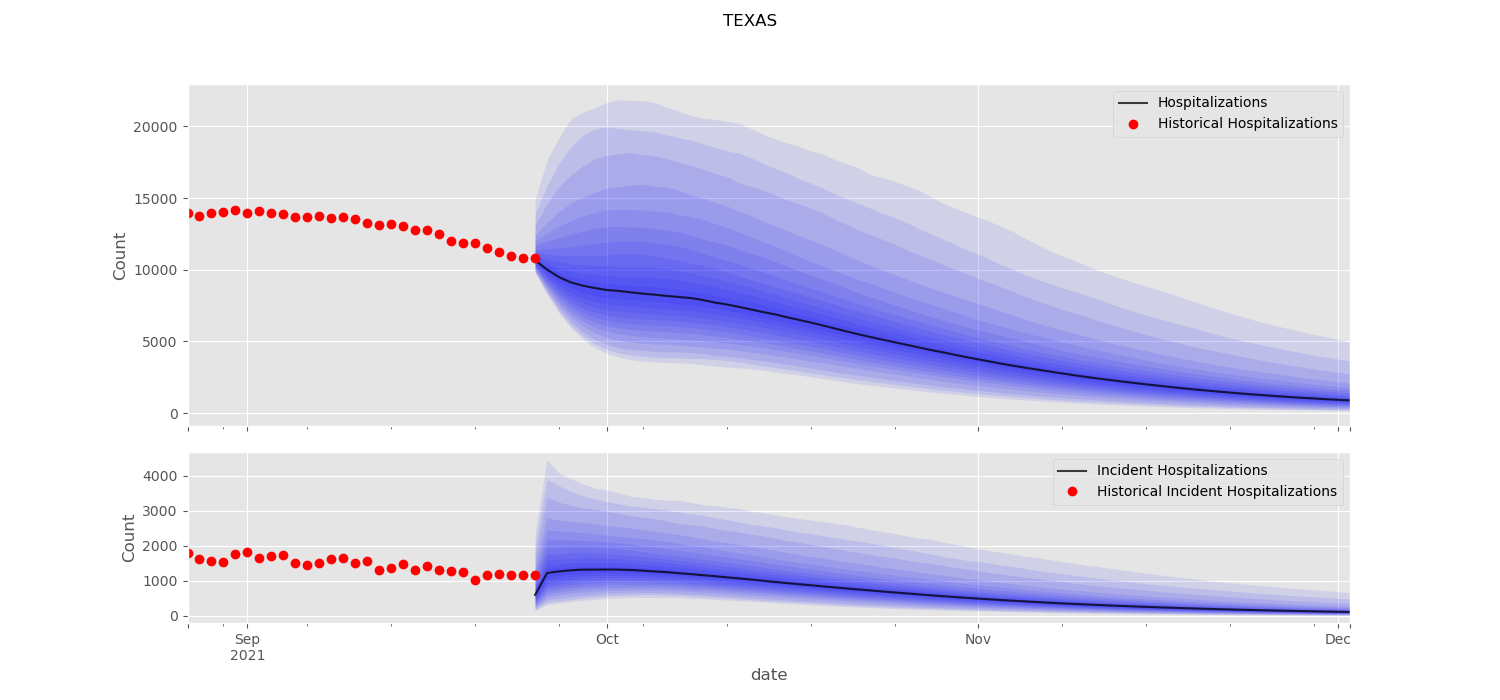 TEXAS
Hospitalizations
Historical Hospitalizations
20000
15000
10000
5000
0
Count
Incident Hospitalizations
Historical Incident Hospitalizations
4000
3000
2000
1000
0
Count
Sep
2021
Oct
Nov
Dec
date